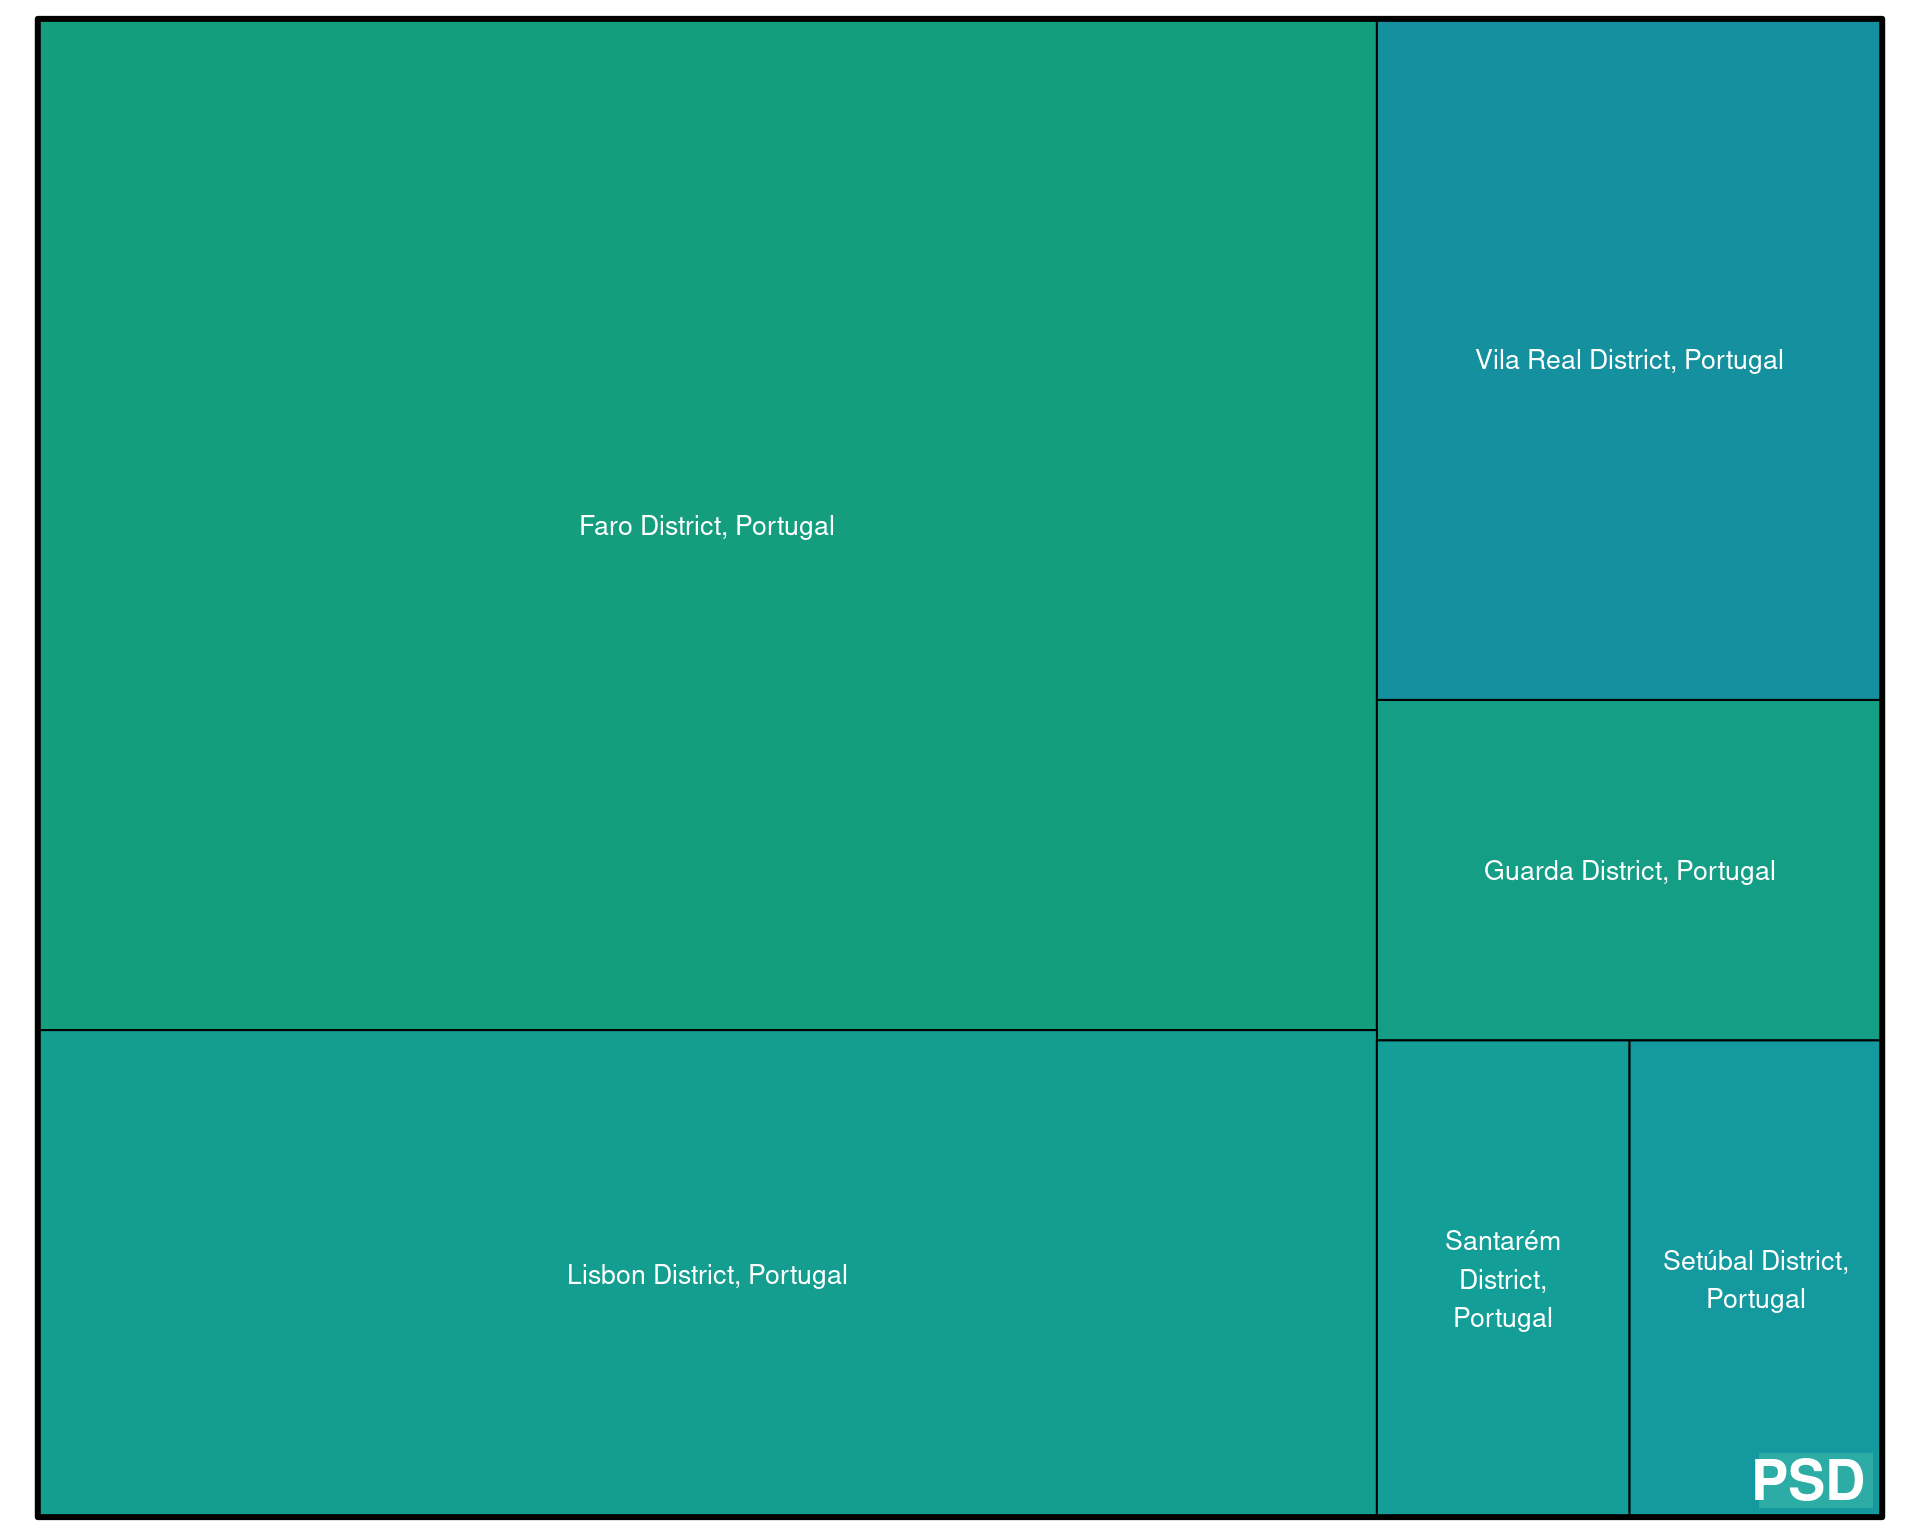 Faro District, Portugal
Lisbon District, Portugal
Vila Real District, Portugal
Guarda District, Portugal
Santarém
District,
Portugal
Setúbal District,
Portugal
PSD